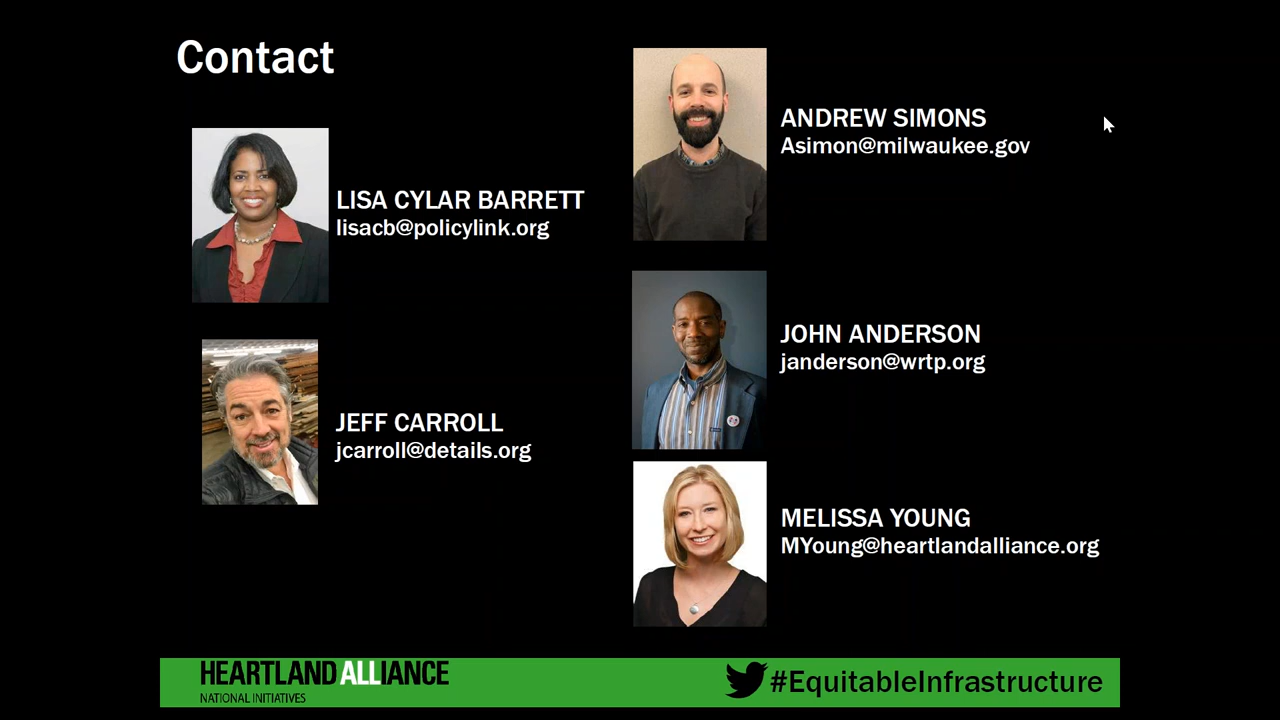 Contact
LISA CYLAR BARRETT
lisacb@policylink.org
JEFF CARROLL
jcarroll@details.org
ANDREW SIMONS
Asimon@milwaukee.gov
JOHN ANDERSON
janderson@wrtp.org
MELISSA YOUNG
MYoung@heartlandalliance.org
HEARTLAND ALLIANCE
NATIONAL INITIATIVES
#EquitableInfrastructure